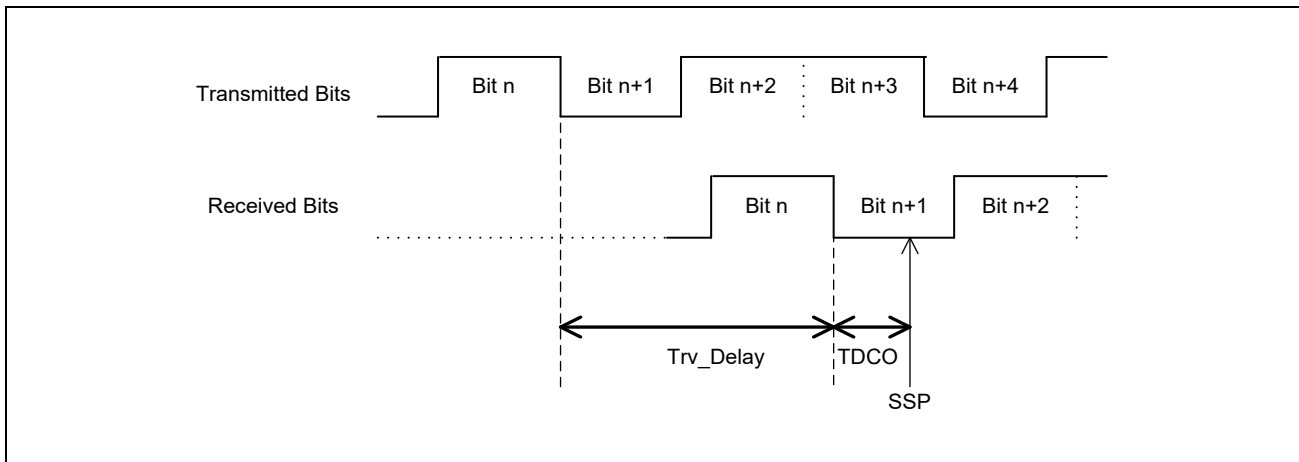 Transmitted Bits Bit n Bit n+1 Bit n+2 Bit n+3 Bit n+4
Received Bits Bit n Bit n+1 Bit n+2
Trv_Delay TDCO
SSP